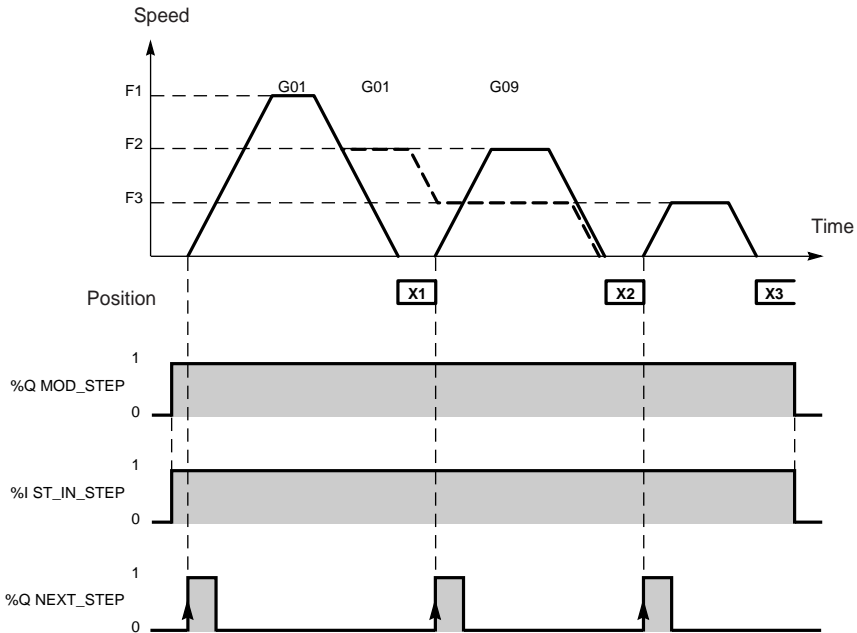 Speed
G01 G01 G09
F1
F2
F3
Time
Position X1 X2 X3
1
%Q MOD_STEP
0
1
%I ST_IN_STEP
0
1
%Q NEXT_STEP
0